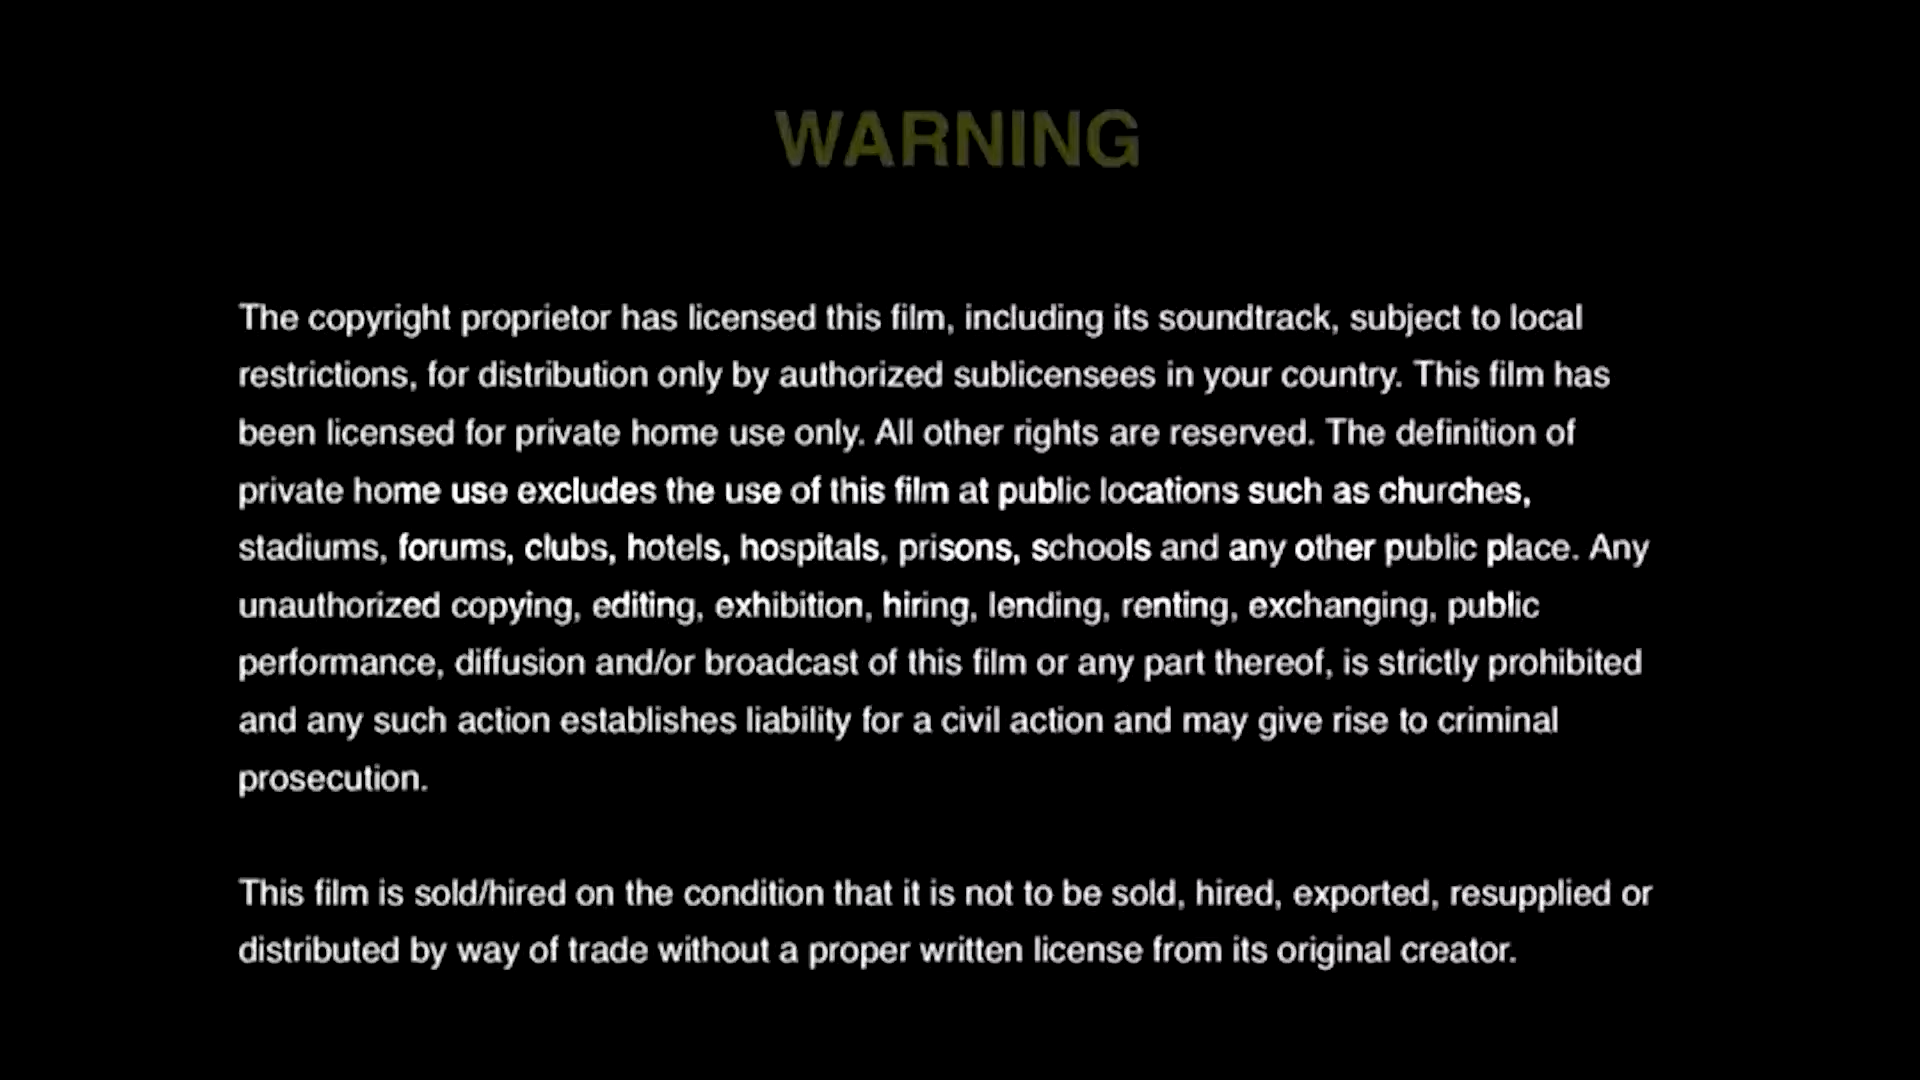 WARNING
The copyright proprietor has licensed this film, including its soundtrack, subject to local
restrictions, for distribution only by authorized sublicensees in your country. This film has
been licensed for private home use only. All other rights are reserved. The definition of
private home use excludes the use of this film at public locations such as churches,
stadiums, forums, clubs, hotels, hospitals, prisons, schools and any other public place. Any
unauthorized copying, editing, exhibition, hiring, lending, renting, exchanging, public
performance, diffusion and/or broadcast of this film or any part thereof, is strictly prohibited
and any such action establishes liability for a civil action and may give rise to criminal
prosecution.
This film is sold/hired on the condition that it is not to be sold, hired, exported, resupplied or
distributed by way of trade without a proper written license from its original creator.